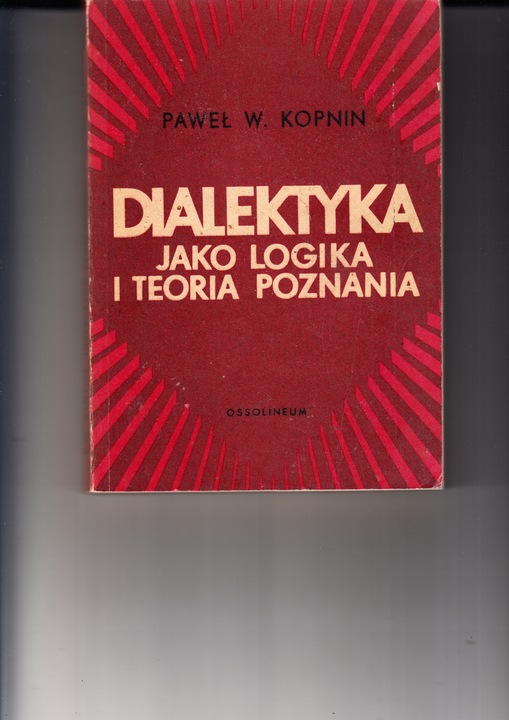 PAWEŁ W. KOPNIN
DIALEKTYKA
JAKO LOGIKA
I TEORIA POZNANIA
OSSOLINEUM